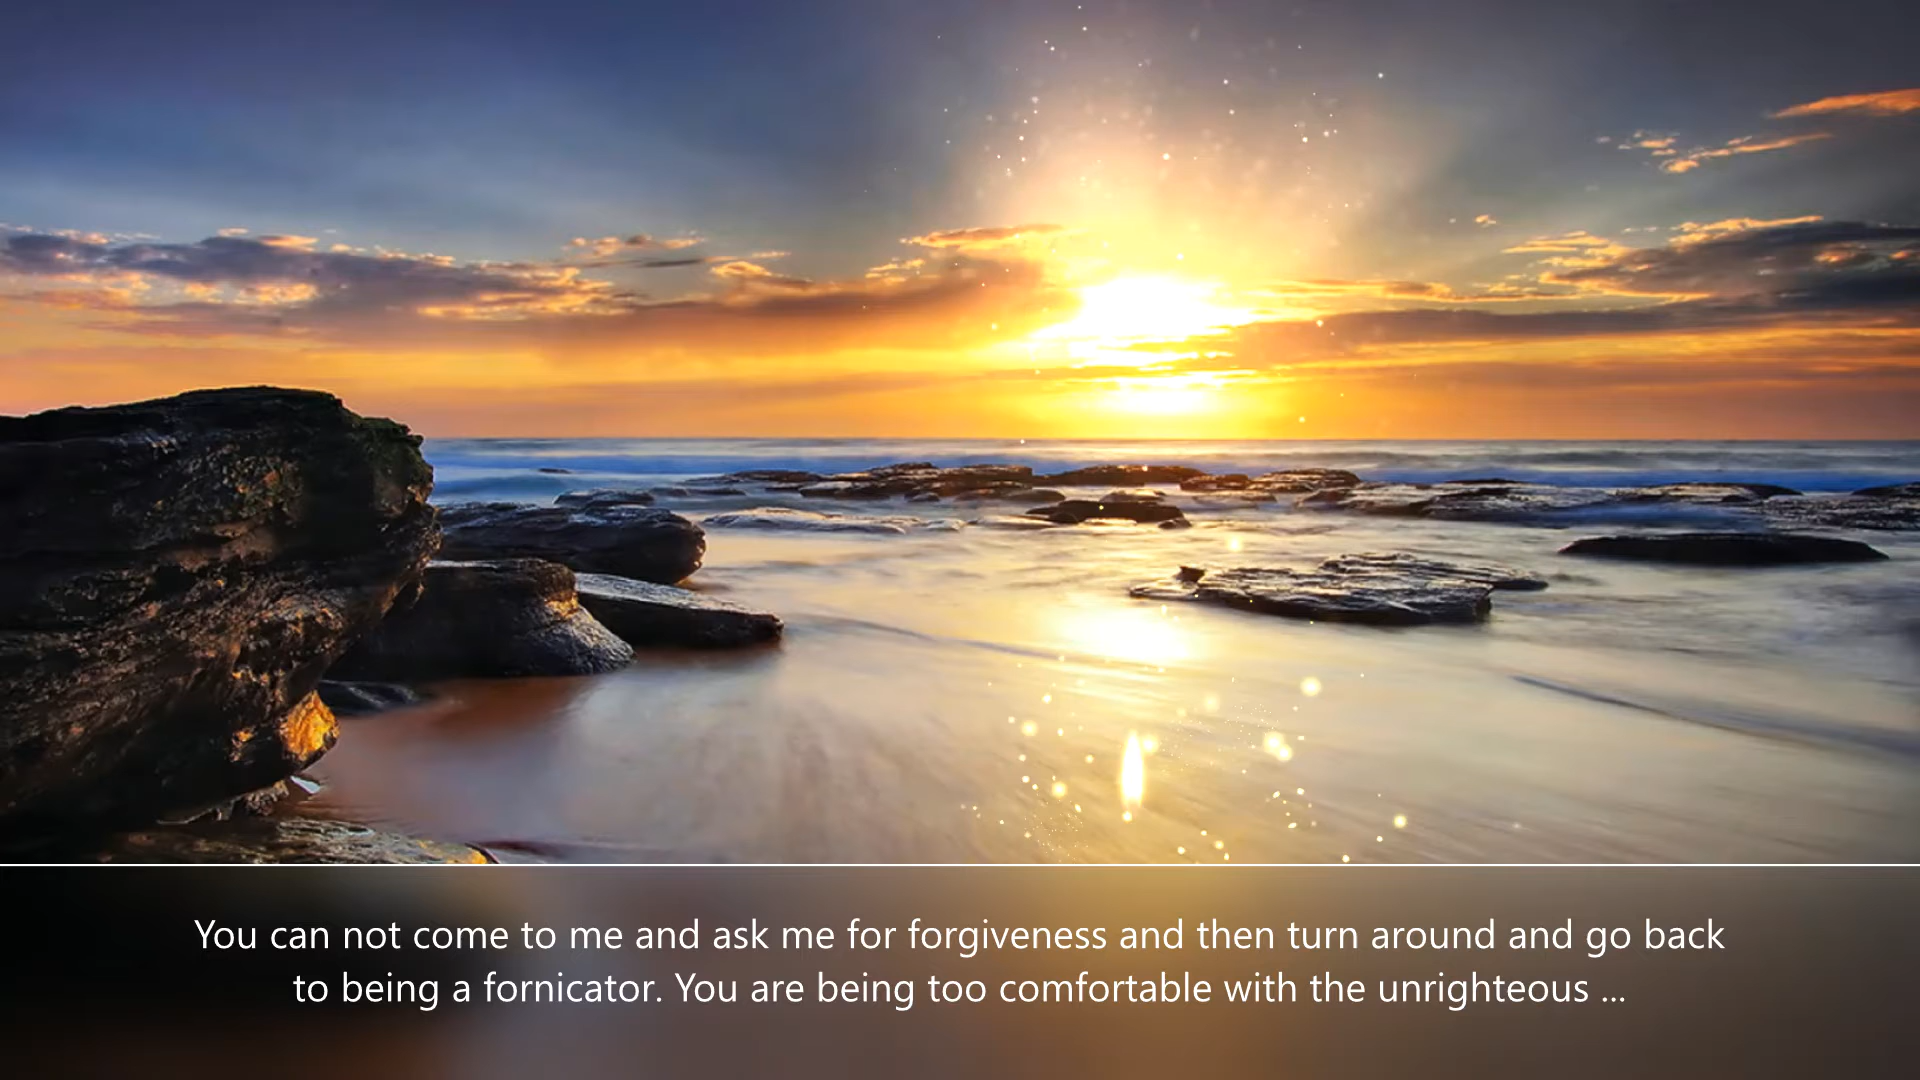 You can not come to me and ask me for forgiveness and then turn around and go back
to being a fornicator. You are being too comfortable with the unrighteous ...